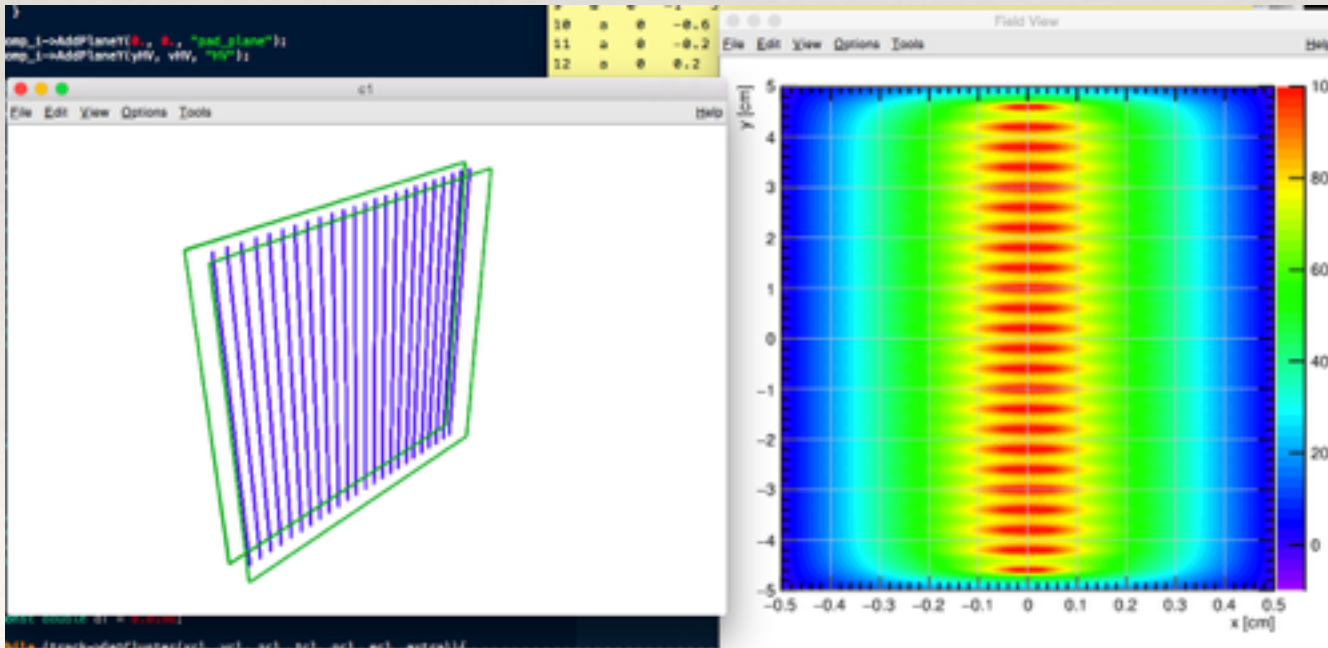 }
omp_i->AddPlaneY(0., 0., "pad_plane");
omp_i->AddPlaneY(yHV, vHV, "HV");
10 a 0 -0.6
11 a 0 -0.2
12 a 0 0.2
c1
File Edit View Options Tools Help
Field View
File Edit View Options Tools Help
y [cm]
5
4
3
2
1
0
−1
−2
−3
−4
−5
−0.5 −0.4 −0.3 −0.2 −0.1 0 0.1 0.2 0.3 0.4 0.5
x [cm]
100
80
60
40
20
0